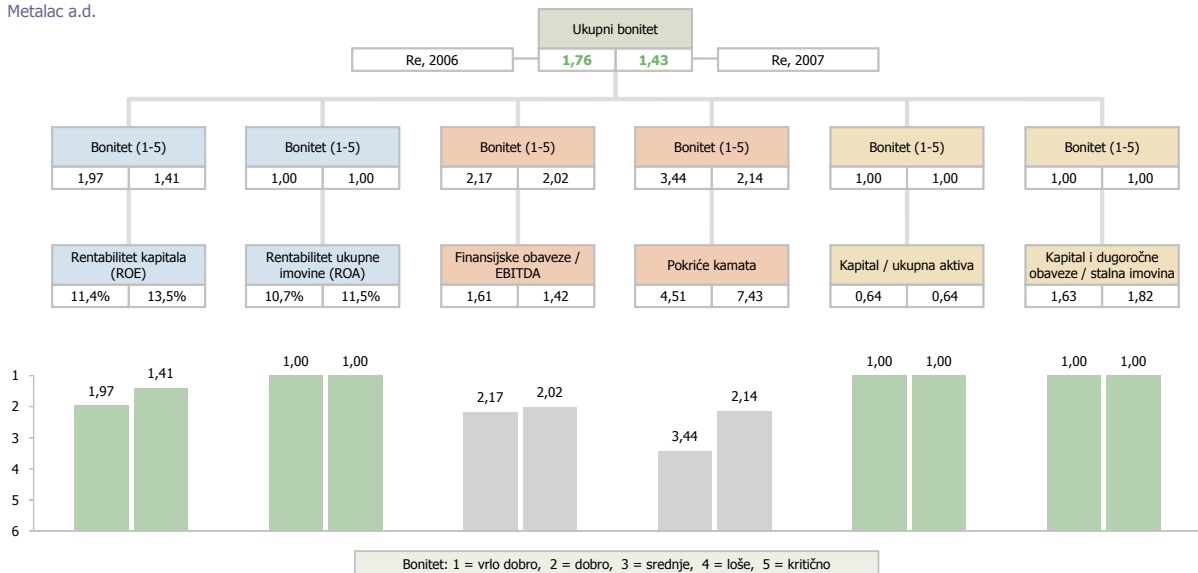 Metalac a.d.
Ukupni bonitet
Re, 2006 1,76 1,43 Re, 2007
Bonitet (1-5) Bonitet (1-5) Bonitet (1-5) Bonitet (1-5) Bonitet (1-5) Bonitet (1-5)
1,97 1,41 1,00 1,00 2,17 2,02 3,44 2,14 1,00 1,00 1,00 1,00
Rentabilitet kapitala
(ROE)
11,4% 13,5%
Rentabilitet ukupne
imovine (ROA)
10,7% 11,5%
Finansijske obaveze /
EBITDA
1,61 1,42
Pokriće kamata
4,51 7,43
Kapital / ukupna aktiva
0,64 0,64
Kapital i dugoročne
obaveze / stalna imovina
1,63 1,82
1
2
3
4
5
6
1,97 1,41 1,00 1,00 2,17 2,02 3,44 2,14 1,00 1,00 1,00 1,00
Bonitet: 1 = vrlo dobro, 2 = dobro, 3 = srednje, 4 = loše, 5 = kritično